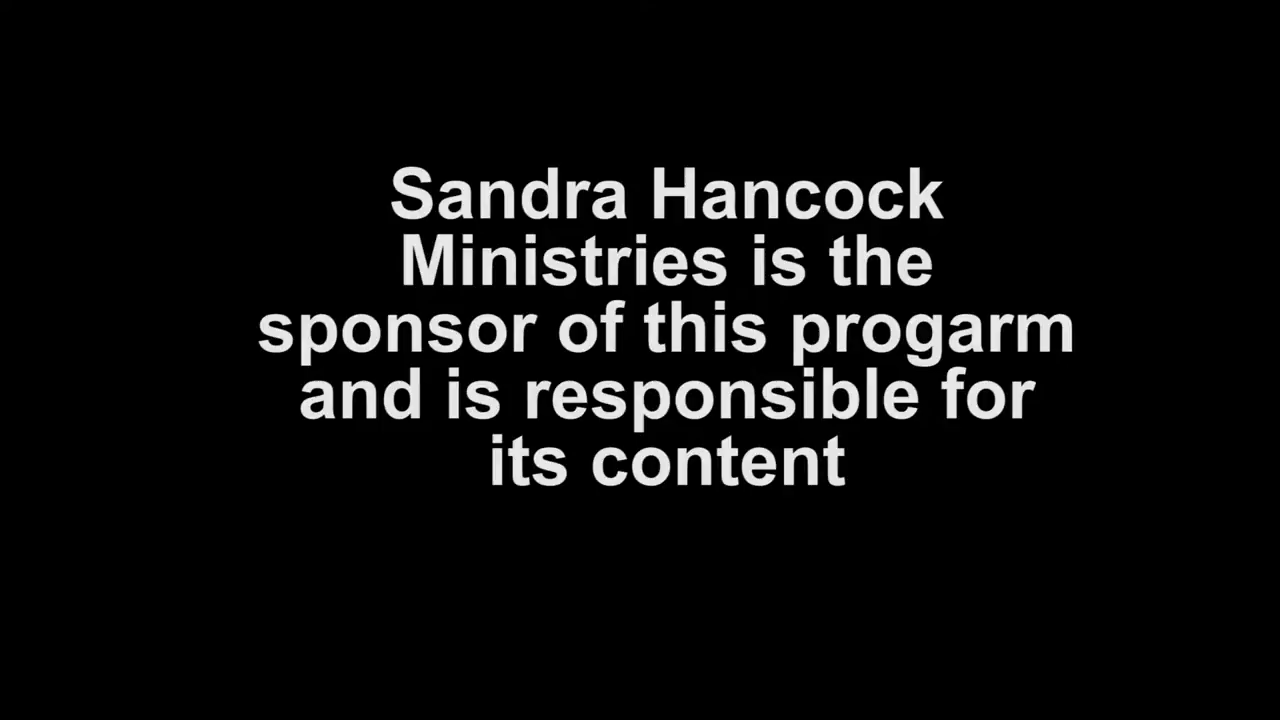 Sandra Hancock
Ministries is the
sponsor of this progarm
and is responsible for
its content